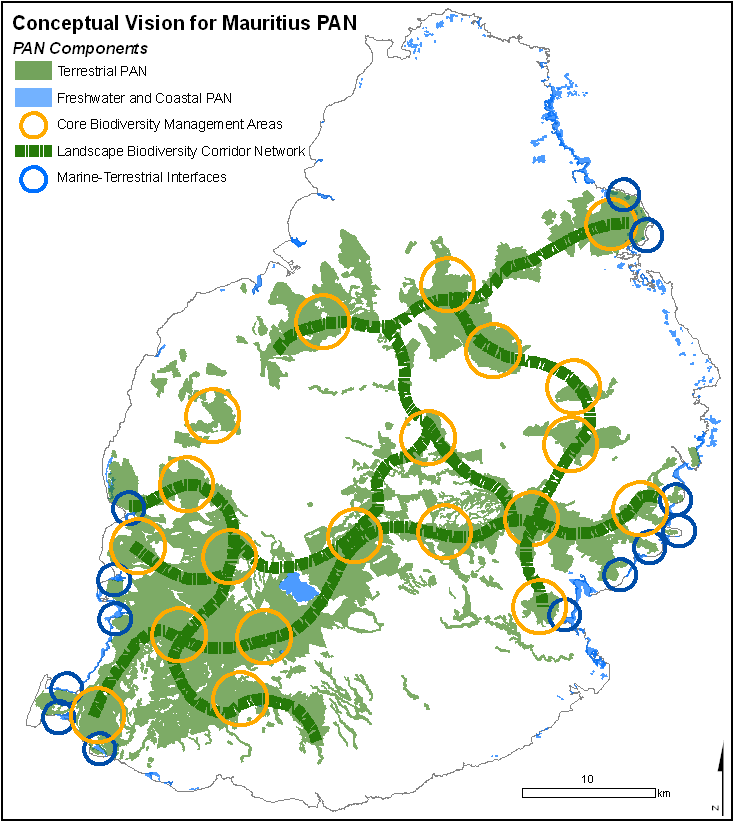 Conceptual Vision for Mauritius PAN
PAN Components
Terrestrial PAN
Freshwater and Coastal PAN
Core Biodiversity Management Areas
Landscape Biodiversity Corridor Network
Marine-Terrestrial Interfaces
10
km
N